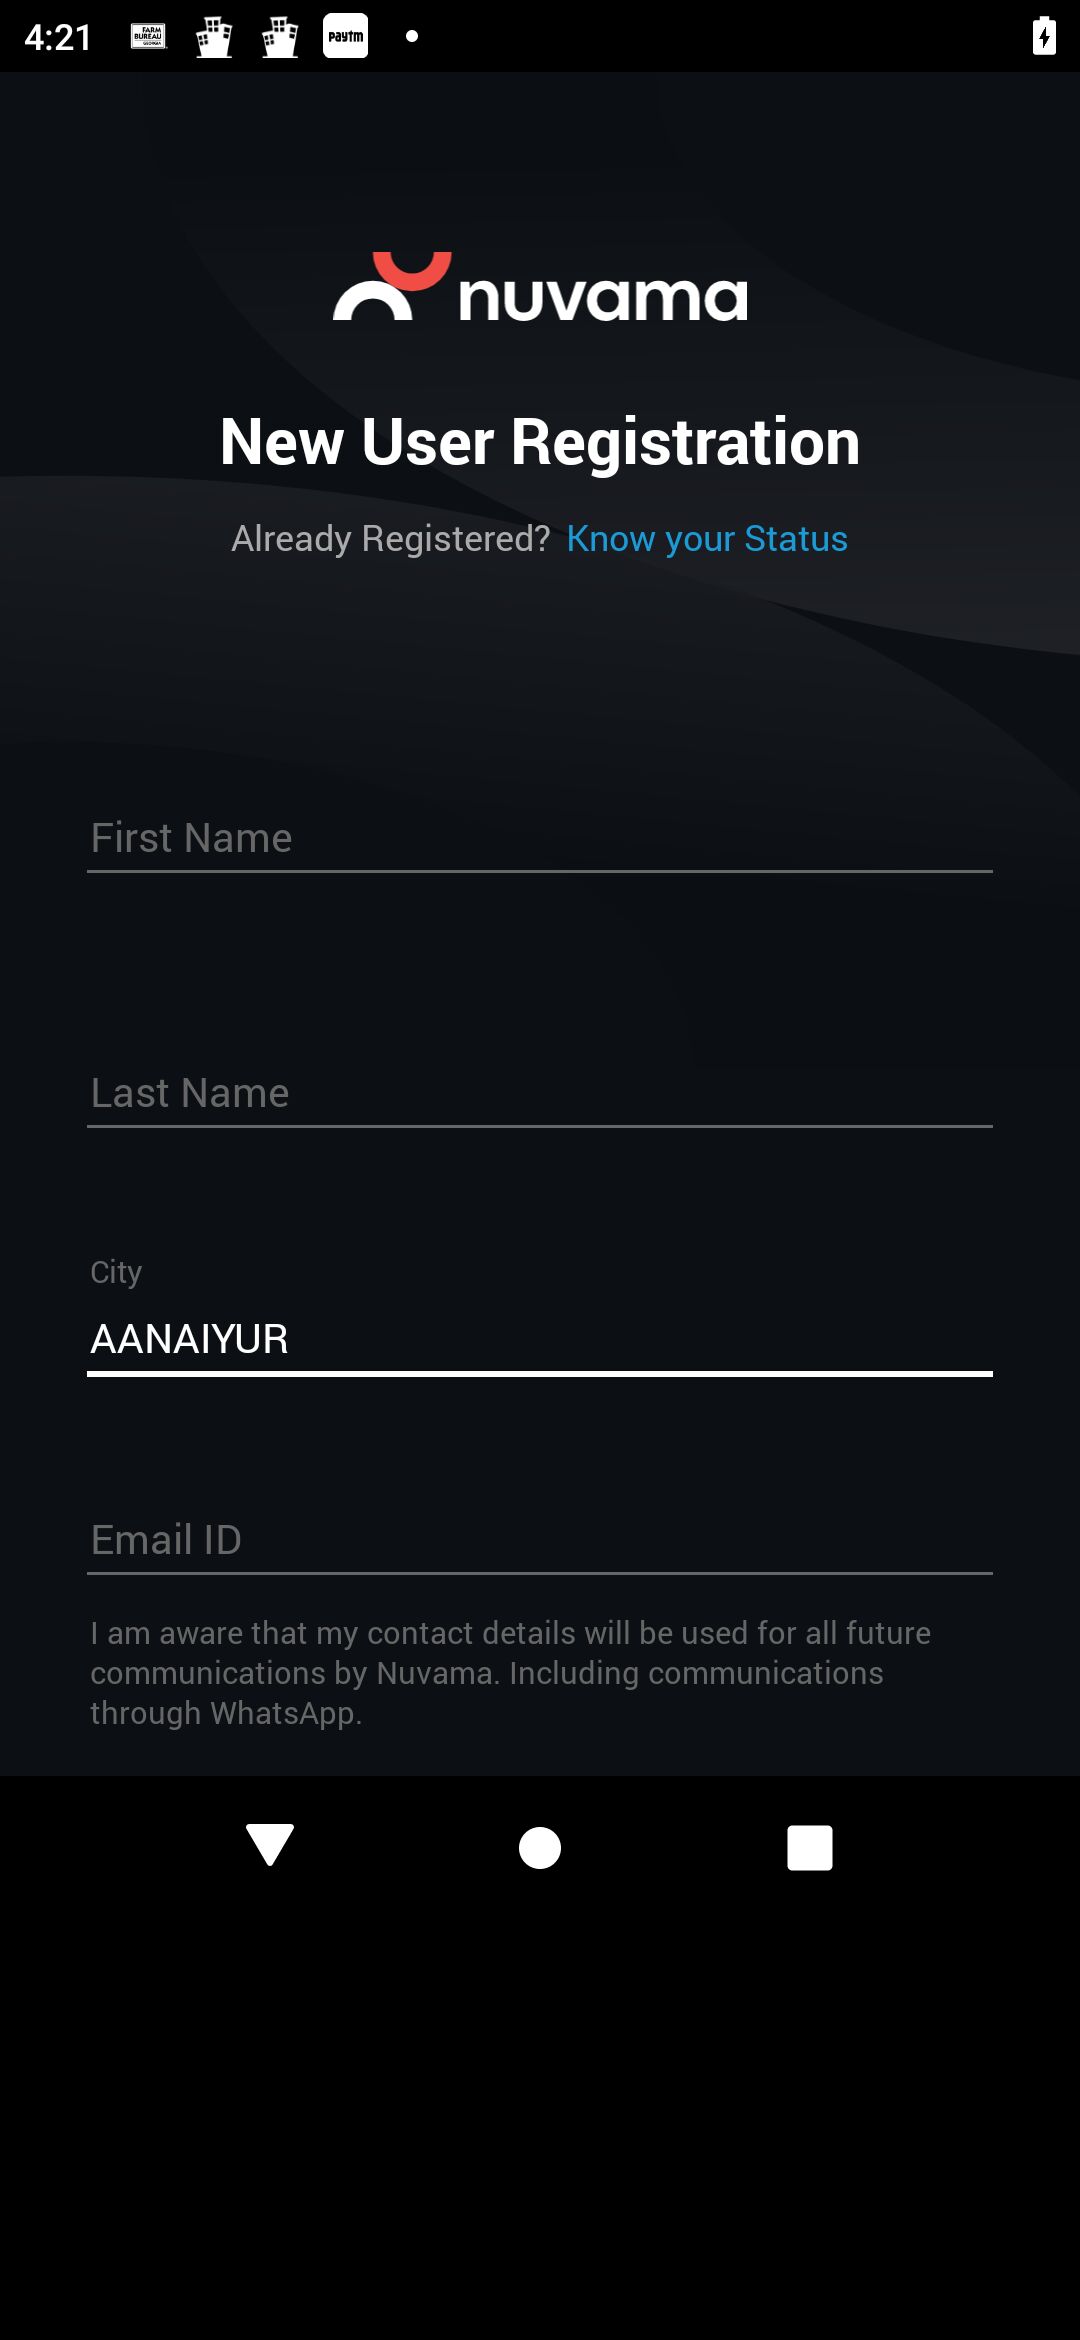 4:21
FARM
BUREAU
GEORGIA
paytm
nuvama
New User Registration
Already Registered? Know your Status
First Name
Last Name
City
AANAIYUR
Email ID
I am aware that my contact details will be used for all future
communications by Nuvama. Including communications
through WhatsApp.